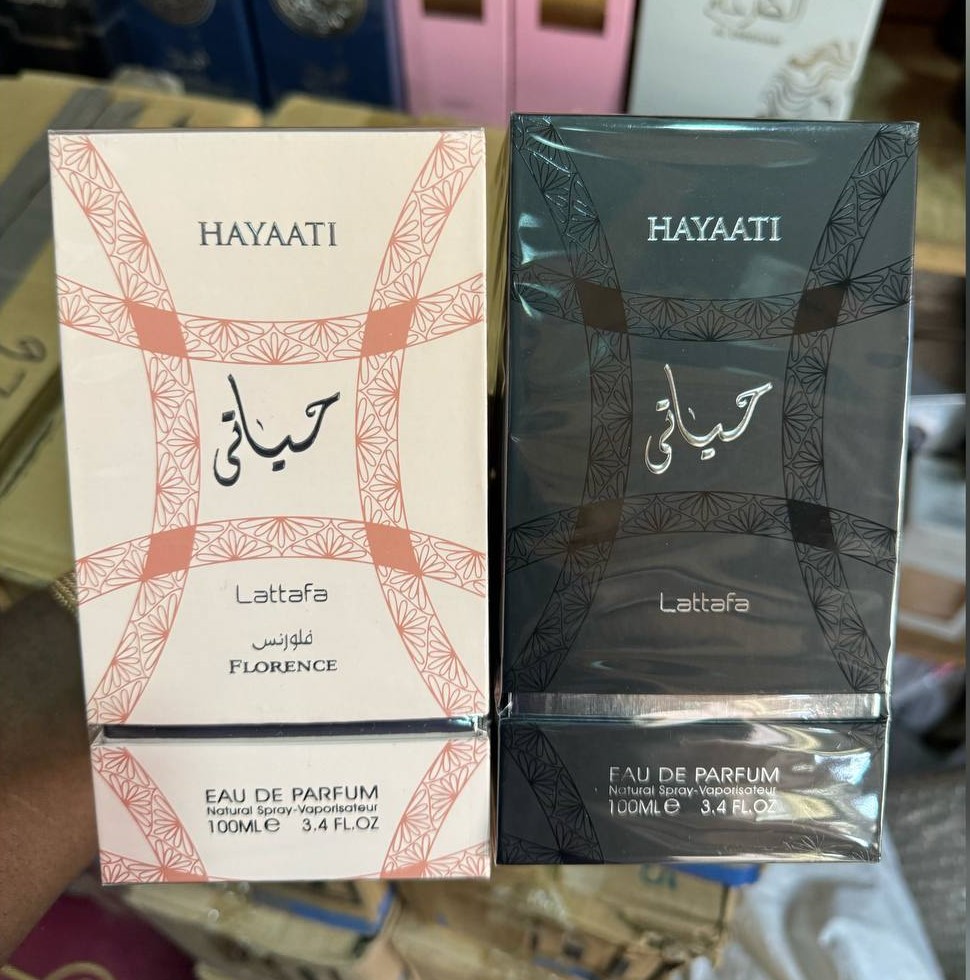 HAYAATI
حياتي
Lattafa
فلورنس
FLORENCE
EAU DE PARFUM
Natural Spray-Vaporisateur
100ML e 3.4 FL.OZ
HAYAATI
حياتي
Lattafa
EAU DE PARFUM
Natural Spray-Vaporisateur
100ML e 3.4 FL.OZ